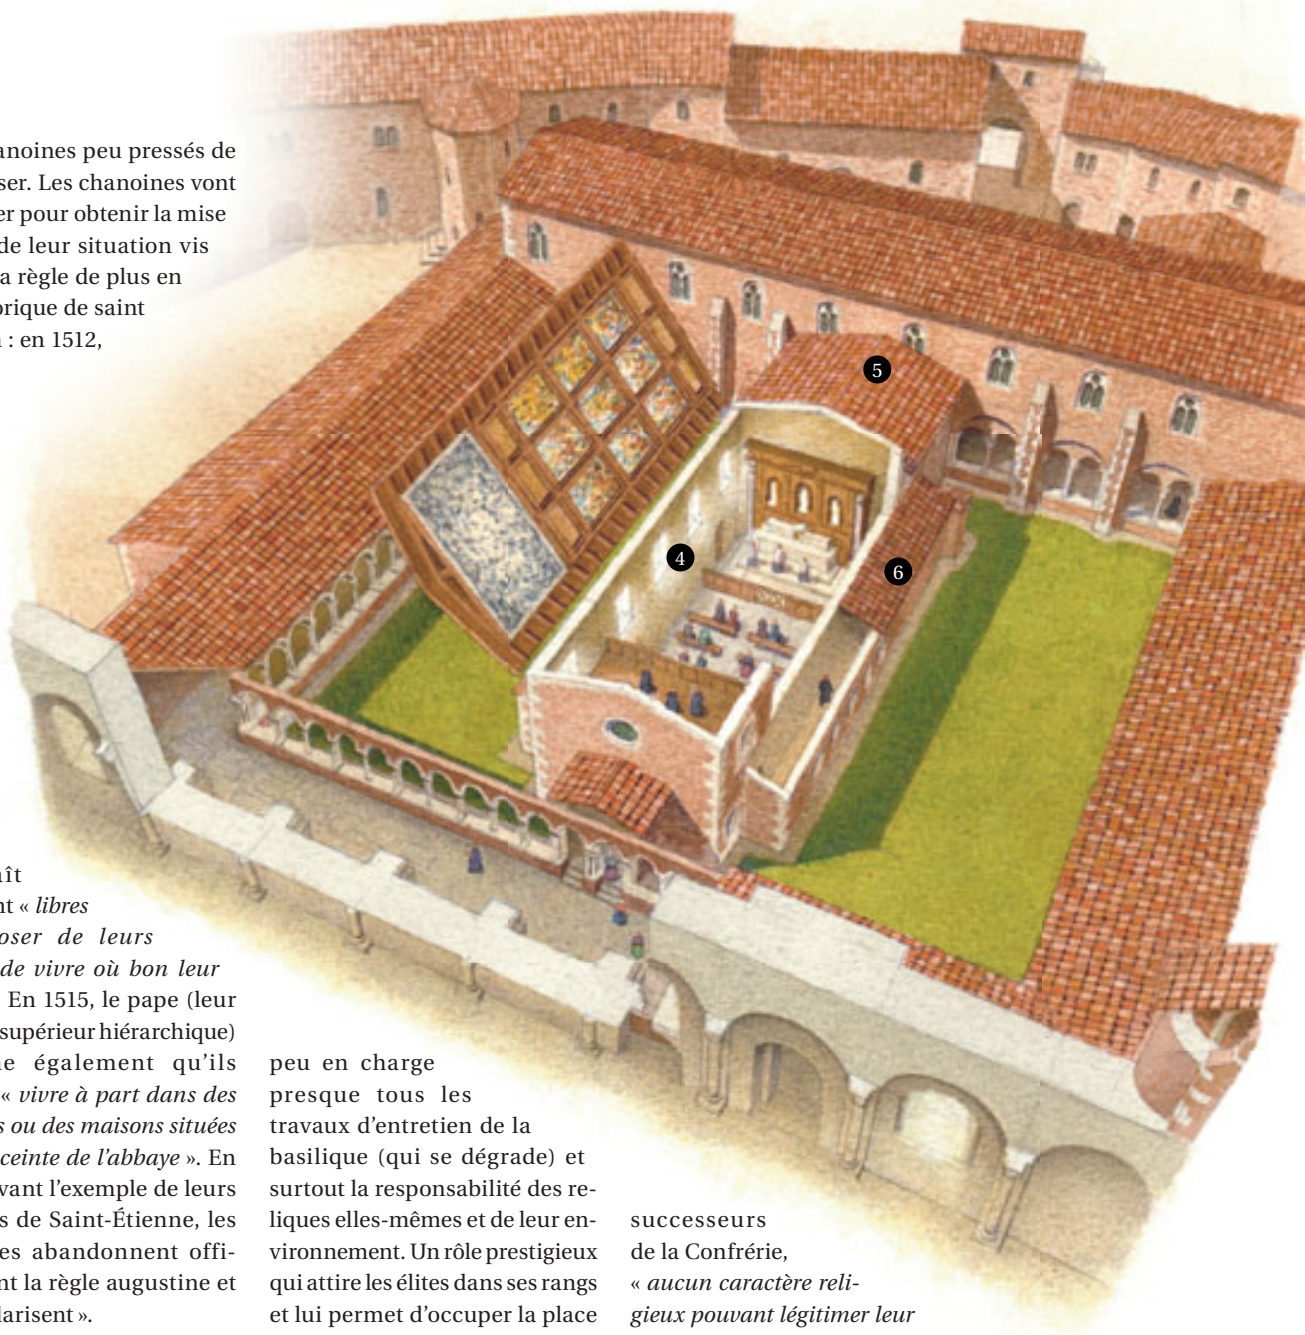 anoines peu pressés de
ser. Les chanoines vont
er pour obtenir la mise
de leur situation vis
a règle de plus en
orique de saint
: en 1512,
5
4
6
aît
nt « libres
oser de leurs
de vivre où bon leur
. En 1515, le pape (leur
supérieur hiérarchique)
ne également qu'ils
« vivre à part dans des
s ou des maisons situées
ceinte de l'abbaye ». En
vant l'exemple de leurs
s de Saint-Étienne, les
es abandonnent offi-
nt la règle augustine et
larisent ».
peu en charge
presque tous les
travaux d'entretien de la
basilique (qui se dégrade) et
surtout la responsabilité des re-
liques elles-mêmes et de leur en-
vironnement. Un rôle prestigieux
qui attire les élites dans ses rangs
et lui permet d'occuper la place
successeurs
de la Confrérie,
« aucun caractère reli-
gieux pouvant légitimer leur